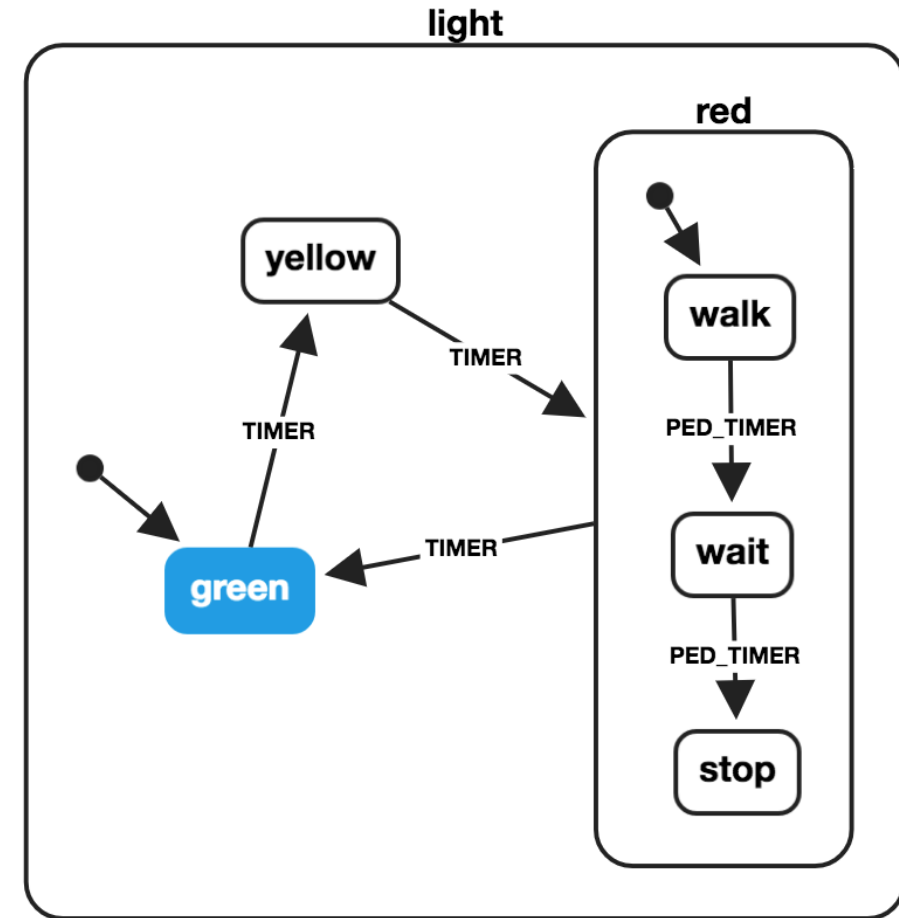 light
red
yellow
walk
TIMER
PED_TIMER
TIMER
TIMER
wait
green
PED_TIMER
stop